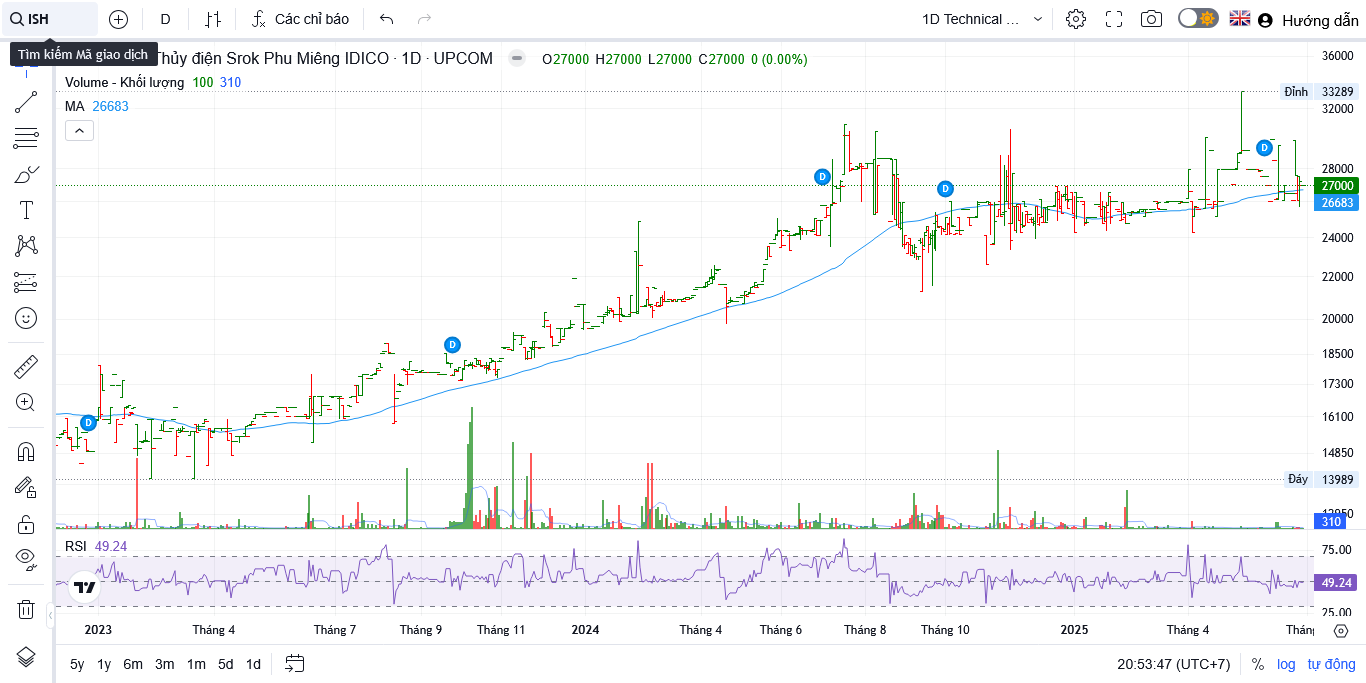 ISH
D
Các chỉ báo
1D Technical ...
Hướng dẫn
Tìm kiếm Mã giao dịch
Thủy điện Srok Phu Miêng IDICO · 1D · UPCOM
O27000 H27000 L27000 C27000 0 (0.00%)
Volume - Khối lượng 100 310
MA 26683
36000
Đỉnh 33289
32000
28000
27000
26683
24000
22000
20000
18500
17300
16100
14850
Đáy 13989
310
D
D
D
D
D
RSI 49.24
75.00
49.24
25.00
2023 Tháng 4 Tháng 7 Tháng 9 Tháng 11 2024 Tháng 4 Tháng 6 Tháng 8 Tháng 10 2025 Tháng 4
5y 1y 6m 3m 1m 5d 1d
20:53:47 (UTC+7) % log tự động